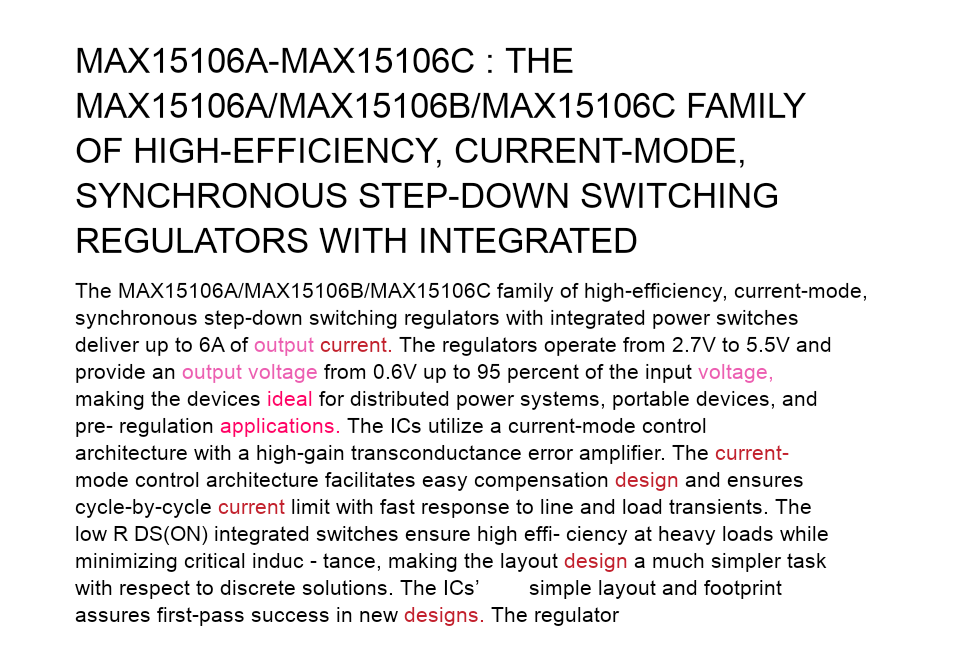 MAX15106A-MAX15106C : THE
MAX15106A/MAX15106B/MAX15106C FAMILY
OF HIGH-EFFICIENCY, CURRENT-MODE,
SYNCHRONOUS STEP-DOWN SWITCHING
REGULATORS WITH INTEGRATED
The MAX15106A/MAX15106B/MAX15106C family of high-efficiency, current-mode,
synchronous step-down switching regulators with integrated power switches
deliver up to 6A of output current. The regulators operate from 2.7V to 5.5V and
provide an output voltage from 0.6V up to 95 percent of the input voltage,
making the devices ideal for distributed power systems, portable devices, and
pre- regulation applications. The ICs utilize a current-mode control
architecture with a high-gain transconductance error amplifier. The current-
mode control architecture facilitates easy compensation design and ensures
cycle-by-cycle current limit with fast response to line and load transients. The
low R DS(ON) integrated switches ensure high effi- ciency at heavy loads while
minimizing critical induc - tance, making the layout design a much simpler task
with respect to discrete solutions. The ICs’ simple layout and footprint
assures first-pass success in new designs. The regulator